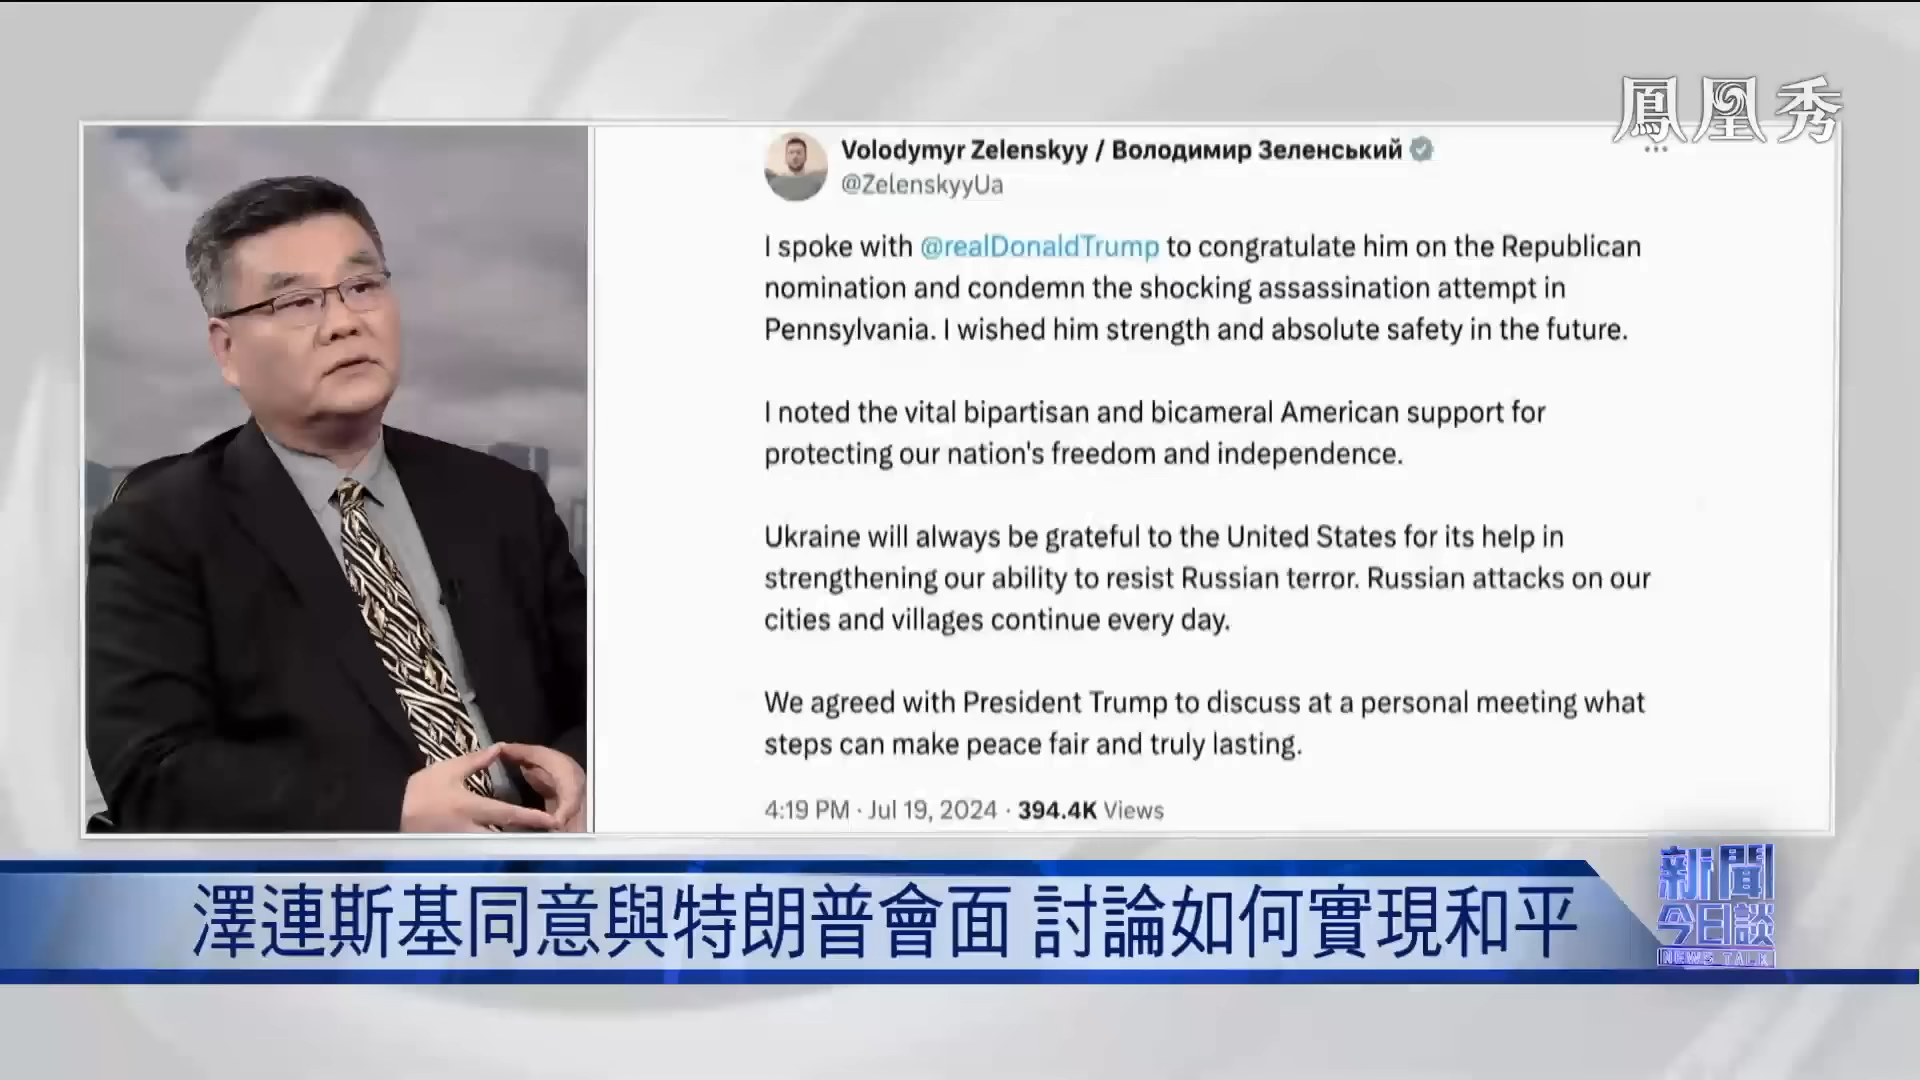 鳳凰秀
Volodymyr Zelenskyy / Володимир Зеленський
@ZelenskyyUa
I spoke with @realDonaldTrump to congratulate him on the Republican
nomination and condemn the shocking assassination attempt in
Pennsylvania. I wished him strength and absolute safety in the future.
I noted the vital bipartisan and bicameral American support for
protecting our nation's freedom and independence.
Ukraine will always be grateful to the United States for its help in
strengthening our ability to resist Russian terror. Russian attacks on our
cities and villages continue every day.
We agreed with President Trump to discuss at a personal meeting what
steps can make peace fair and truly lasting.
4:19 PM · Jul 19, 2024 · 394.4K Views
澤連斯基同意與特朗普會面 討論如何實現和平
新聞
今日談
NEWS TALK